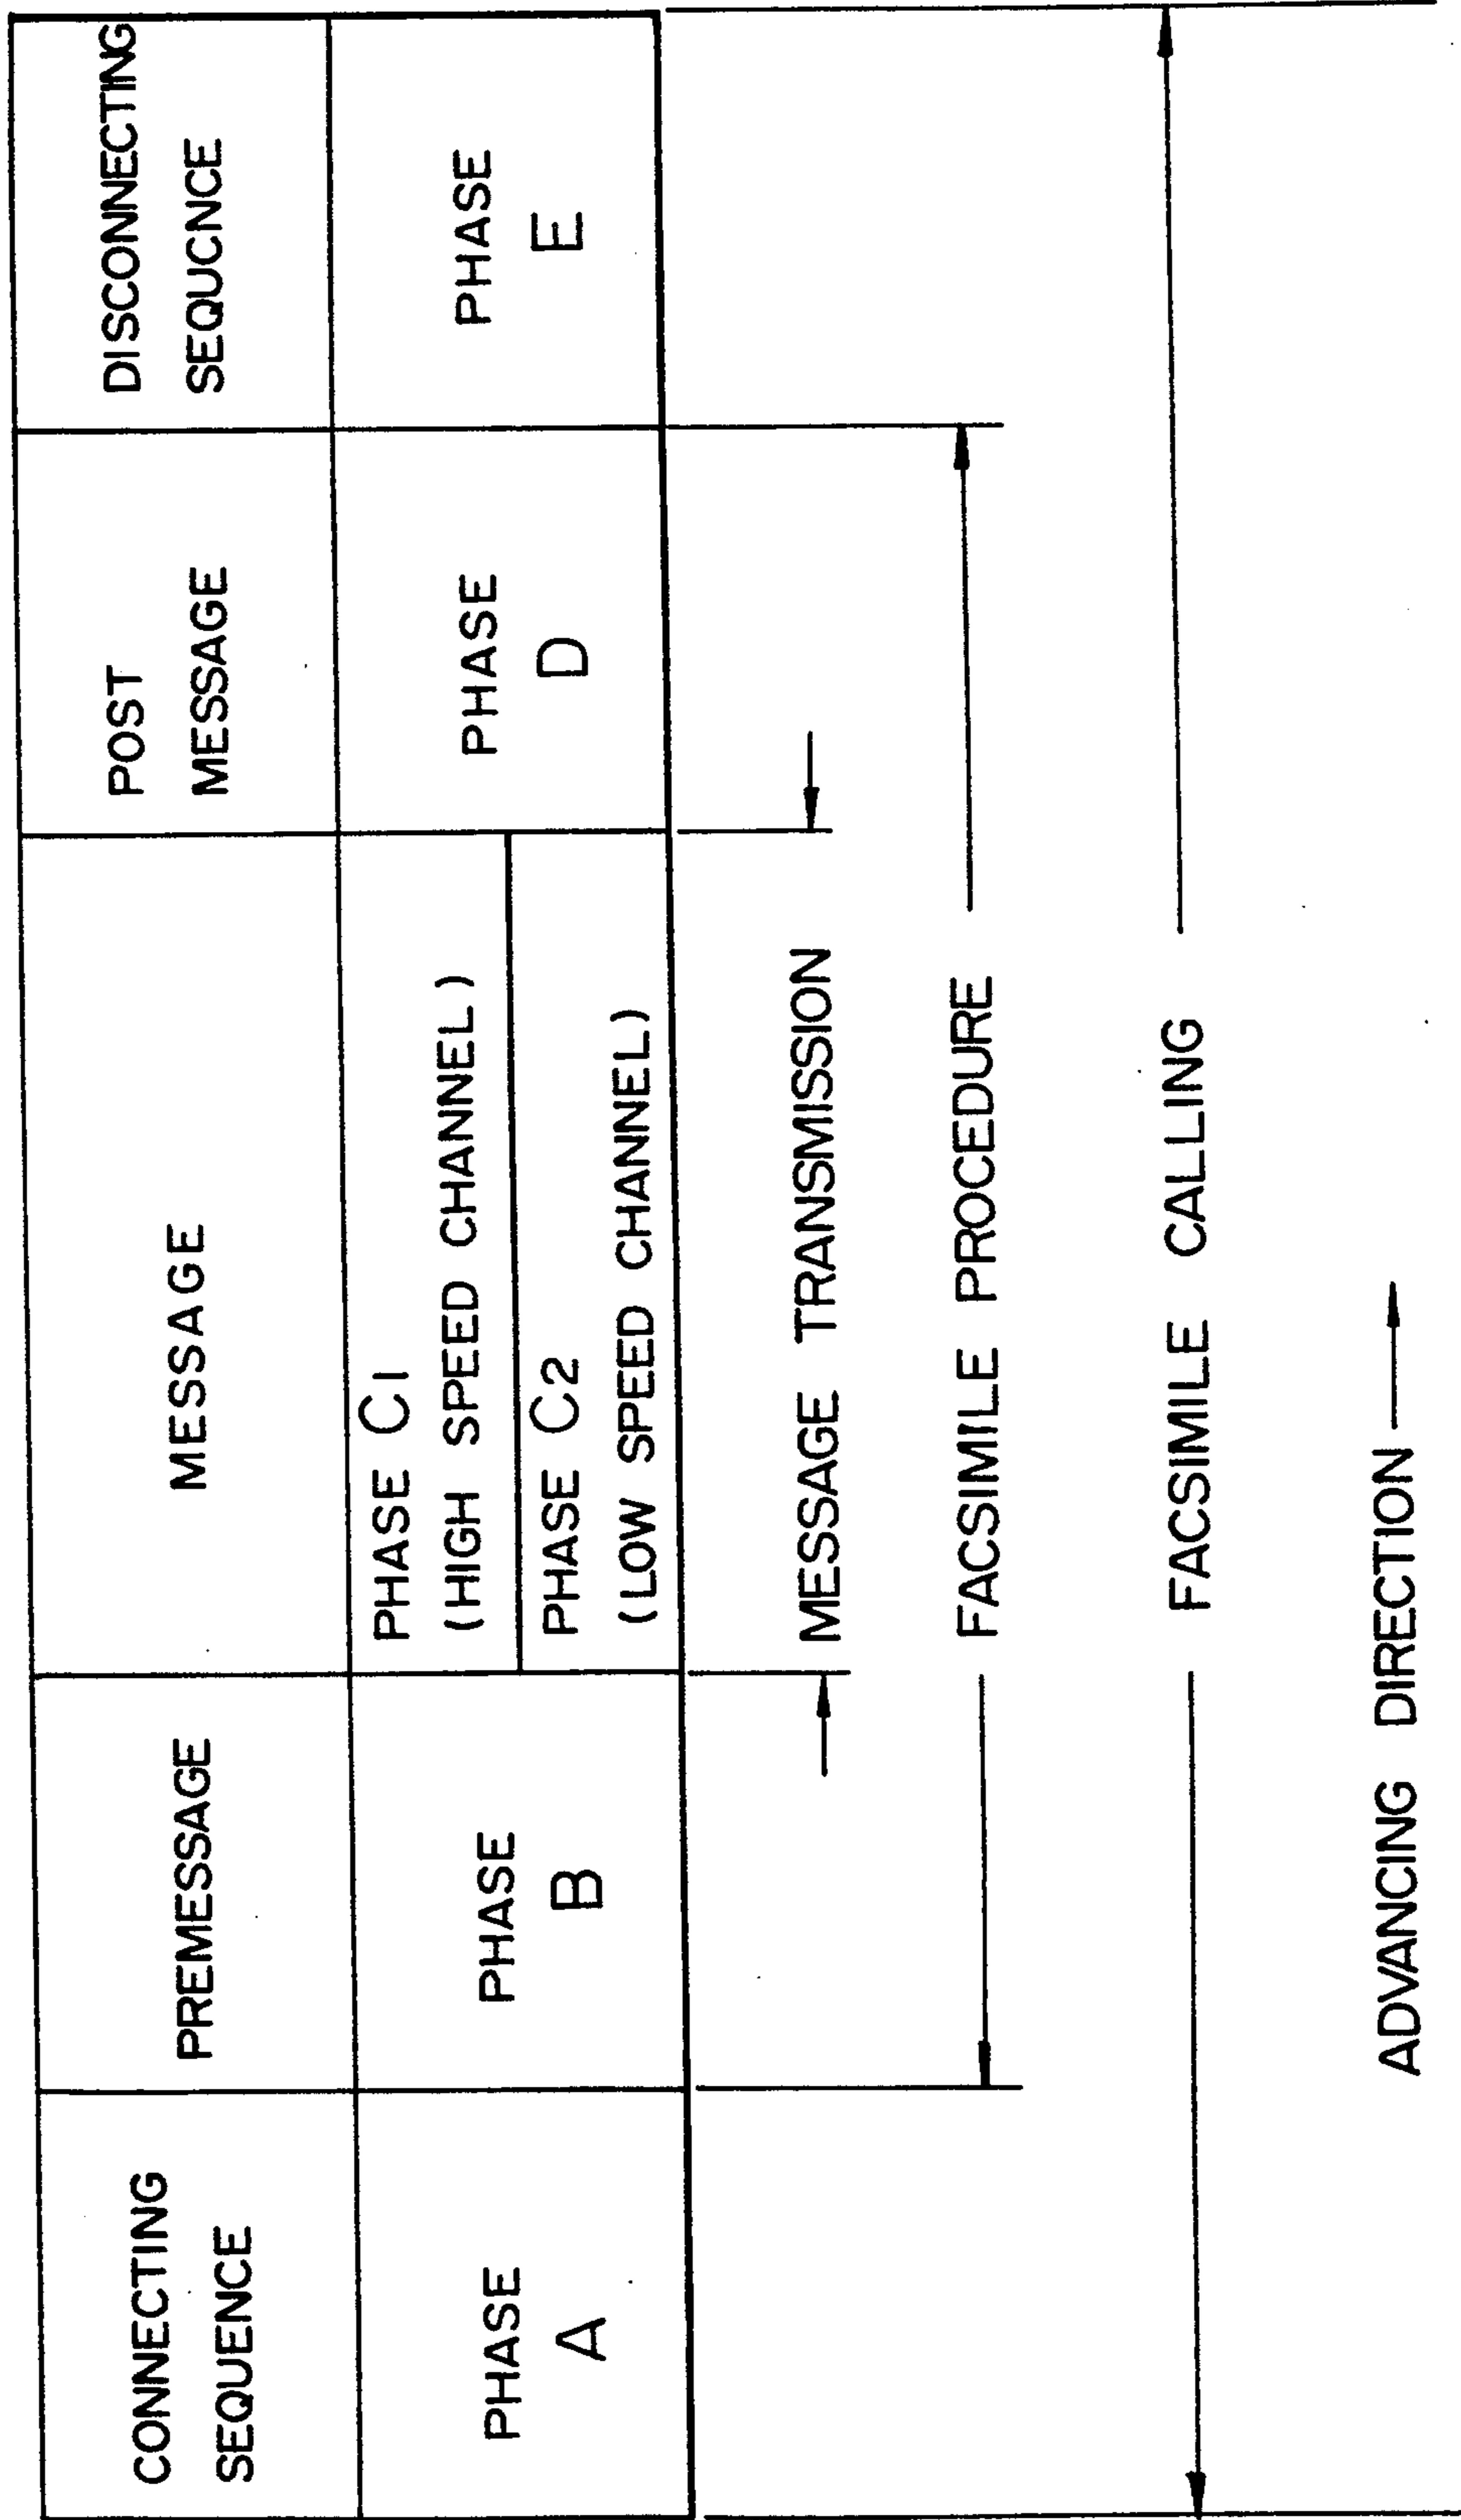 CONNECTING
SEQUENCE
PREMESSAGE
MESSAGE
POST
MESSAGE
DISCONNECTING
SEQUCNCE
PHASE
A
PHASE
B
PHASE C1
(HIGH SPEED CHANNEL)
PHASE C2
(LOW SPEED CHANNEL)
PHASE
D
PHASE
E
MESSAGE TRANSMISSION
FACSIMILE PROCEDURE
FACSIMILE CALLING
ADVANCING DIRECTION